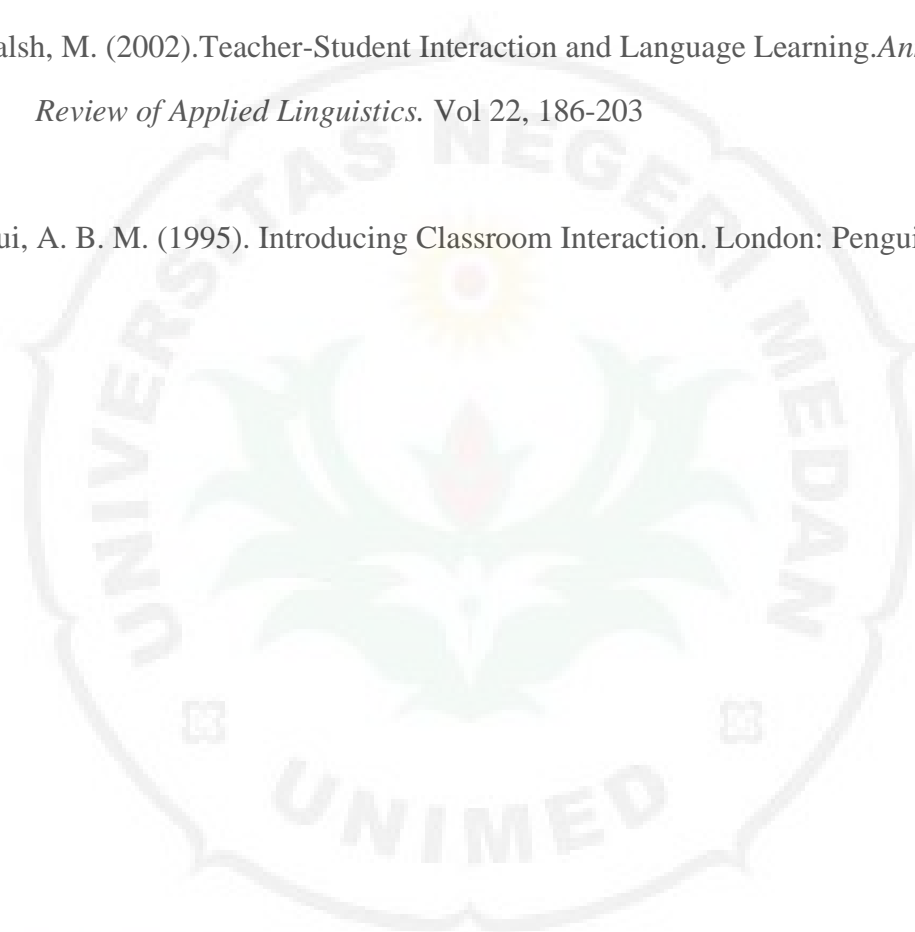 alsh, M. (2002).Teacher-Student Interaction and Language Learning.An
Review of Applied Linguistics. Vol 22, 186-203
ui, A. B. M. (1995). Introducing Classroom Interaction. London: Pengui
UNIVERSITAS NEGERI MEDAN
UNIMED